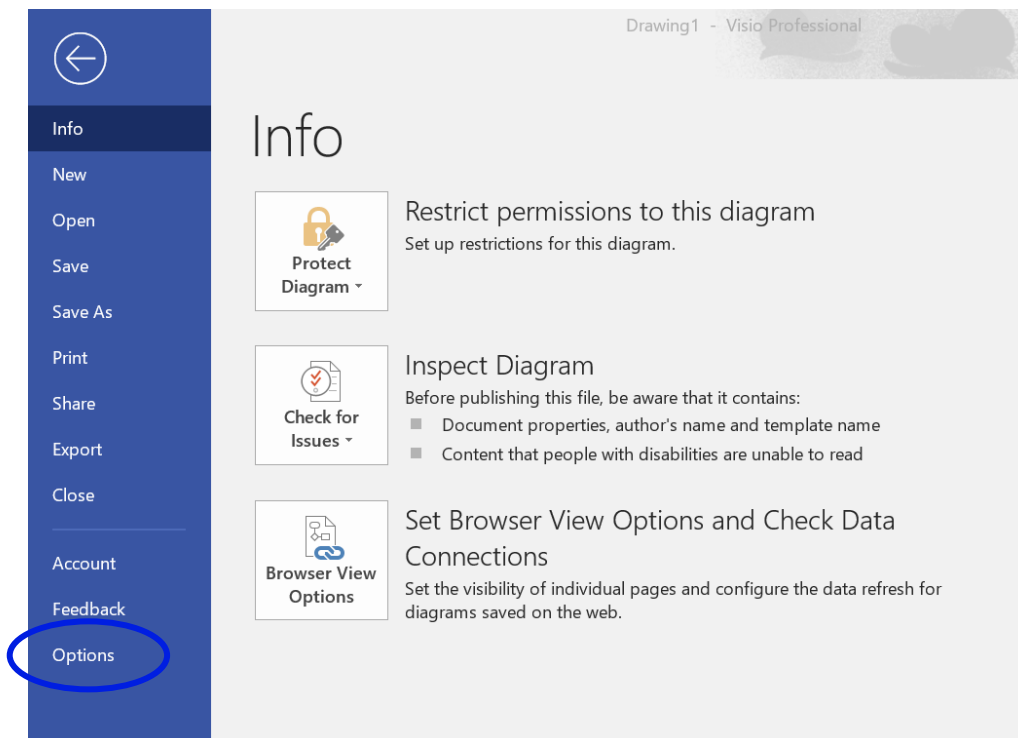 Drawing1 - Visio Professional
Info
New
Open
Save
Save As
Print
Share
Export
Close
Account
Feedback
Options
Info
Protect
Diagram
Restrict permissions to this diagram
Set up restrictions for this diagram.
Check for
Issues
Inspect Diagram
Before publishing this file, be aware that it contains:
Document properties, author's name and template name
Content that people with disabilities are unable to read
Browser View
Options
Set Browser View Options and Check Data
Connections
Set the visibility of individual pages and configure the data refresh for
diagrams saved on the web.